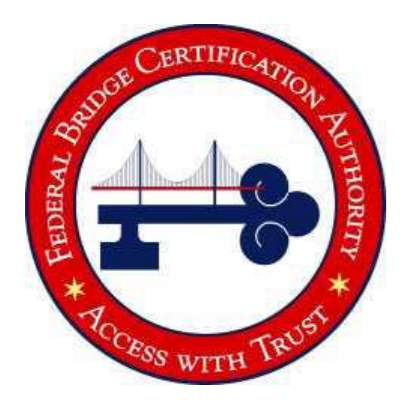 FEDERAL BRIDGE CERTIFICATION AUTHORITY
ACCESS WITH TRUST